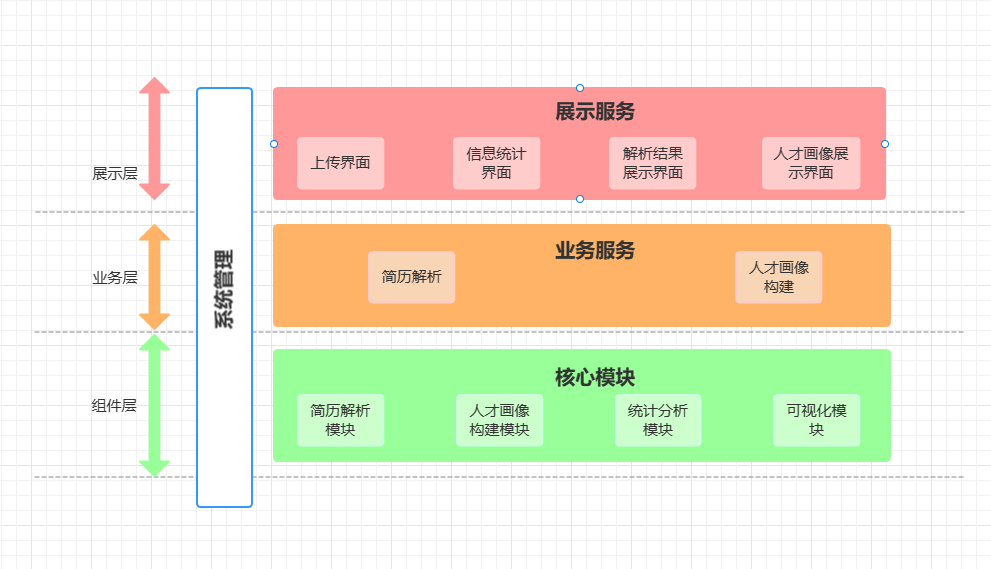 展示服务
上传界面
信息统计
界面
解析结果
展示界面
人才画像展
示界面
展示层
系统管理
业务服务
简历解析
人才画像
构建
业务层
核心模块
简历解析
模块
人才画像
构建模块
统计分析
模块
可视化模
块
组件层